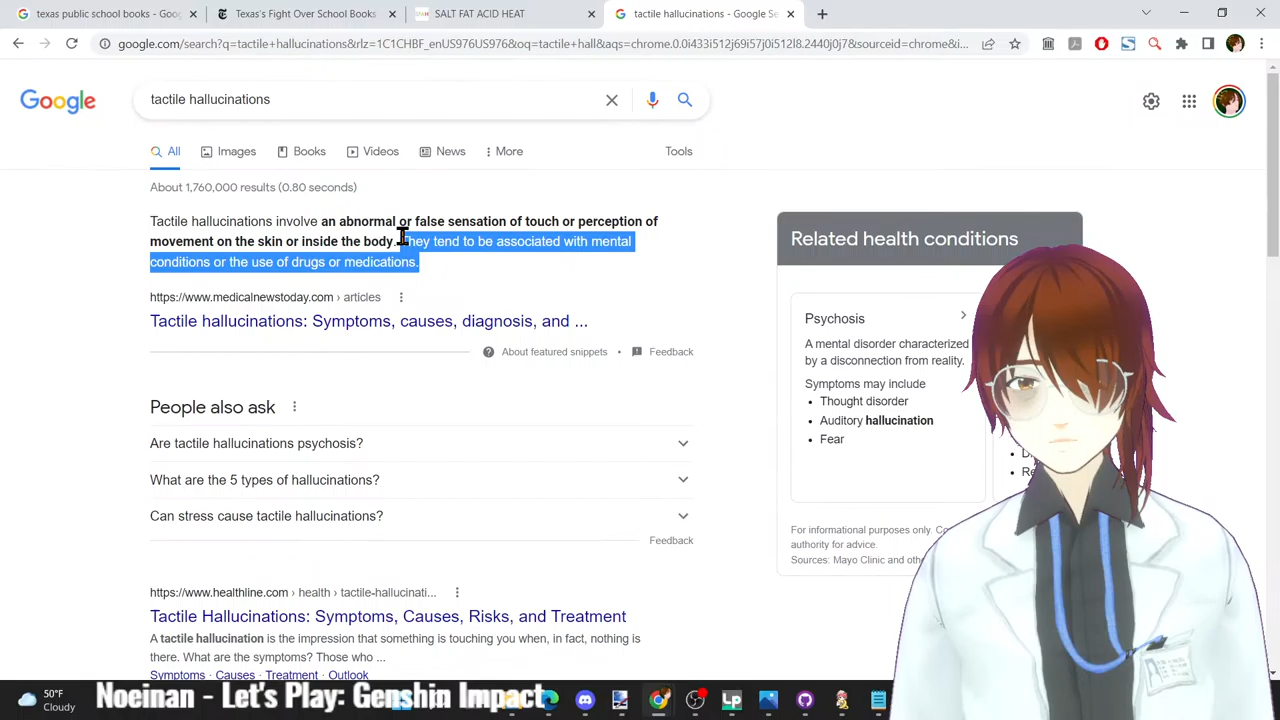 texas public school books - Goog
Texas's Fight Over School Books
SALT FAT ACID HEAT
tactile hallucinations - Google Se
google.com/search?q=tactile+hallucinations&rlz=1C1CHBF_enUS976US976&oq=tactile+hall&aqs=chrome.0.0i433i512j69i57j0i512l8.2440j0j7&sourceid=chrome&i...
Google
tactile hallucinations
All
Images
Books
Videos
News
More
Tools
About 1,760,000 results (0.80 seconds)
Tactile hallucinations involve an abnormal or false sensation of touch or perception of
movement on the skin or inside the body. They tend to be associated with mental
conditions or the use of drugs or medications.
https://www.medicalnewstoday.com › articles
Tactile hallucinations: Symptoms, causes, diagnosis, and ...
About featured snippets • Feedback
People also ask
Are tactile hallucinations psychosis?
What are the 5 types of hallucinations?
Can stress cause tactile hallucinations?
Feedback
https://www.healthline.com › health › tactile-hallucinati...
Tactile Hallucinations: Symptoms, Causes, Risks, and Treatment
A tactile hallucination is the impression that something is touching you when, in fact, nothing is
there. What are the symptoms? Those who ...
Symptoms · Causes · Treatment · Outlook
Related health conditions
Psychosis
A mental disorder characterized
by a disconnection from reality.
Symptoms may include
• Thought disorder
• Auditory hallucination
• Fear
For informational purposes only. Co
authority for advice.
Sources: Mayo Clinic and othe
50°F
Cloudy
Noeinan - Let's Play: Genshin Impact